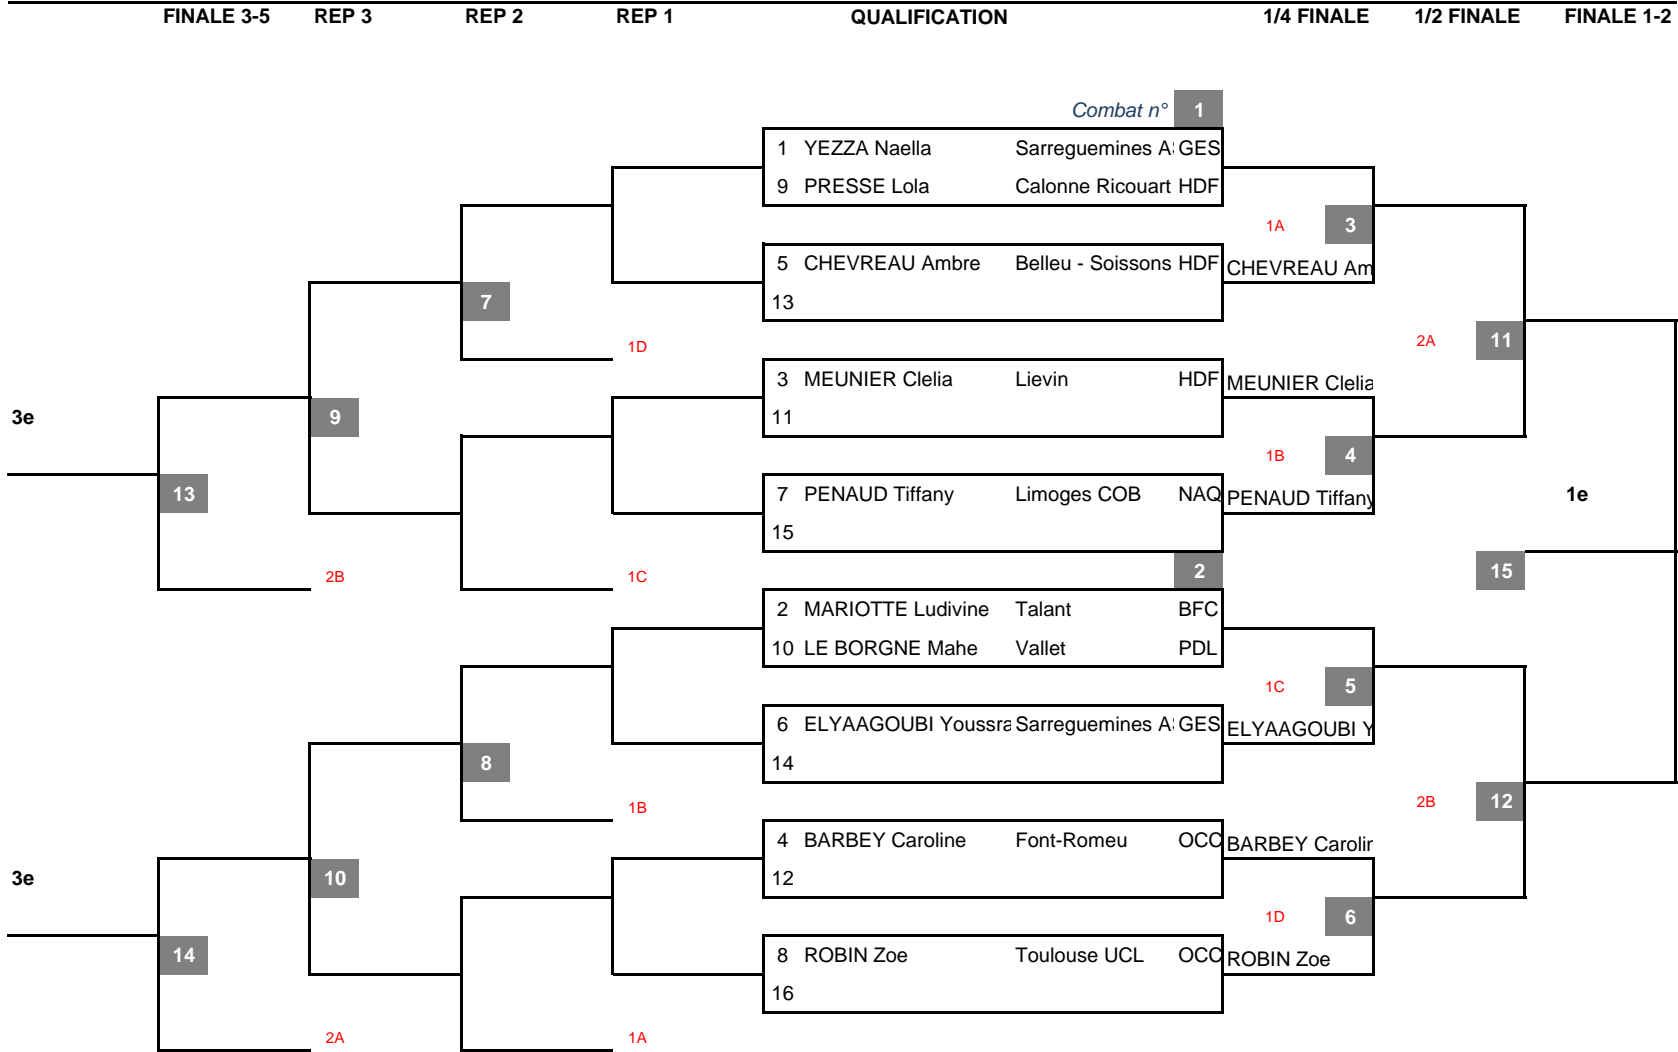 FINALE 3-5 REP 3 REP 2 REP 1 QUALIFICATION 1/4 FINALE 1/2 FINALE FINALE 1-2
Combat n° 1
1 YEZZA Naella Sarreguemines A GES
9 PRESSE Lola Calonne Ricouart HDF
1A 3
5 CHEVREAU Ambre Belleu - Soissons HDF CHEVREAU Am
7 13
1D 2A 11
3 MEUNIER Clelia Lievin HDF MEUNIER Clelia
3e 9 11
1B 4
13 7 PENAUD Tiffany Limoges COB NAQ PENAUD Tiffany 1e
15
2B 1C 2 15
2 MARIOTTE Ludivine Talant BFC
10 LE BORGNE Mahe Vallet PDL
1C 5
6 ELYAAGOUBI Youssra Sarreguemines A GES ELYAAGOUBI Y
8 14
1B 2B 12
4 BARBEY Caroline Font-Romeu OCC BARBEY Carolin
3e 10 12
1D 6
14 8 ROBIN Zoe Toulouse UCL OCC ROBIN Zoe
16
2A 1A